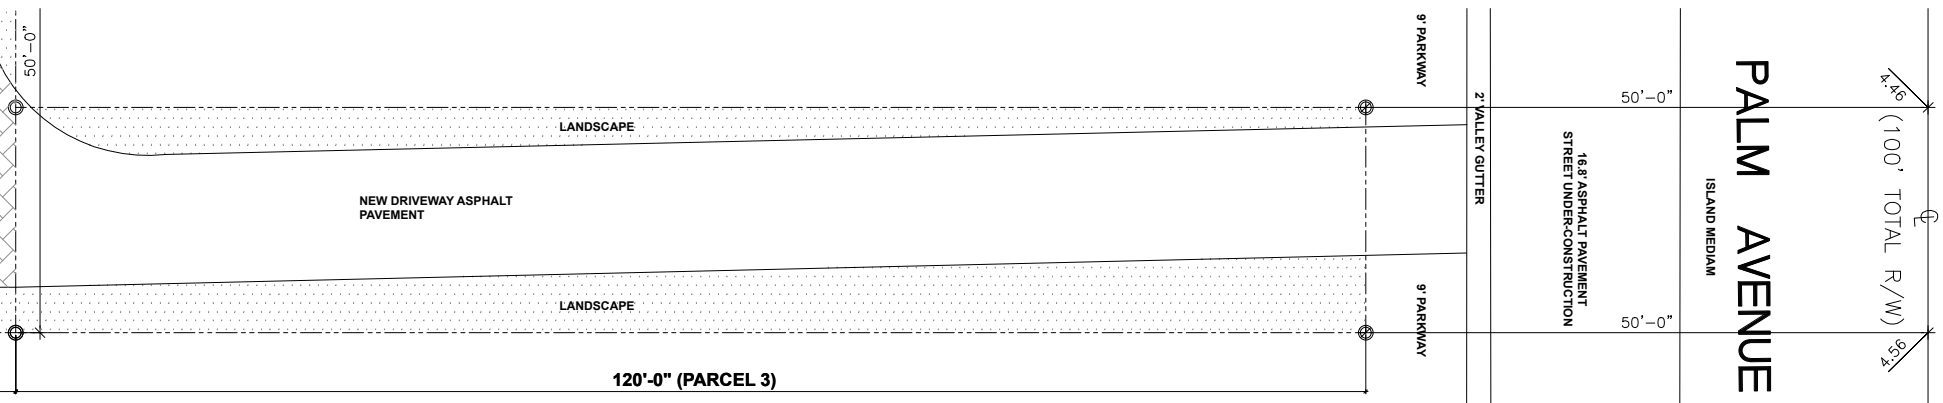 50'-0"
LANDSCAPE
NEW DRIVEWAY ASPHALT
PAVEMENT
LANDSCAPE
120'-0" (PARCEL 3)
9' PARKWAY
9' PARKWAY
2' VALLEY GUTTER
16.8' ASPHALT PAVEMENT
STREET UNDER-CONSTRUCTION
50'-0"
50'-0"
ISLAND MEDIAM
PALM AVENUE
4.46
(100' TOTAL R/W)
4.56
℄